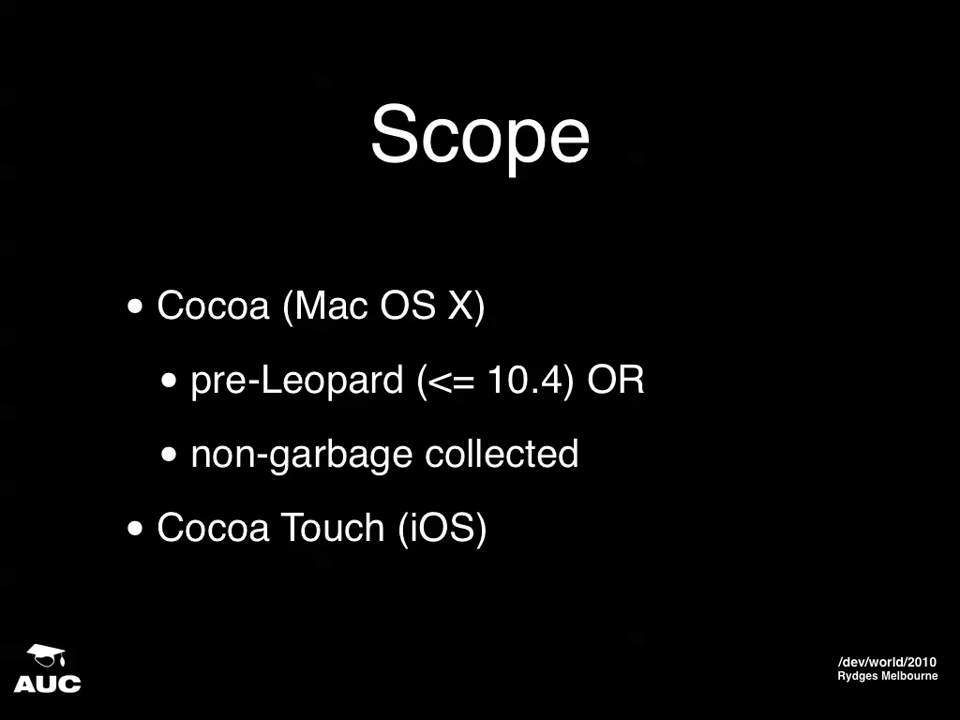 Scope
• Cocoa (Mac OS X)
• pre-Leopard (<= 10.4) OR
• non-garbage collected
• Cocoa Touch (iOS)
AUC
/dev/world/2010
Rydges Melbourne